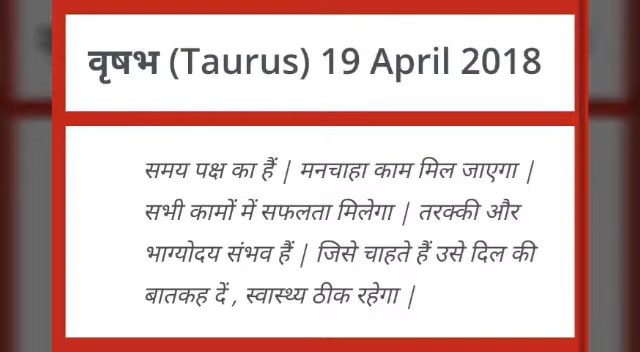 वृषभ (Taurus) 19 April 2018
समय पक्ष का हैं | मनचाहा काम मिल जाएगा |
सभी कामों में सफलता मिलेगा | तरक्की और
भाग्योदय संभव हैं | जिसे चाहते हैं उसे दिल की
बातकह दें , स्वास्थ्य ठीक रहेगा |